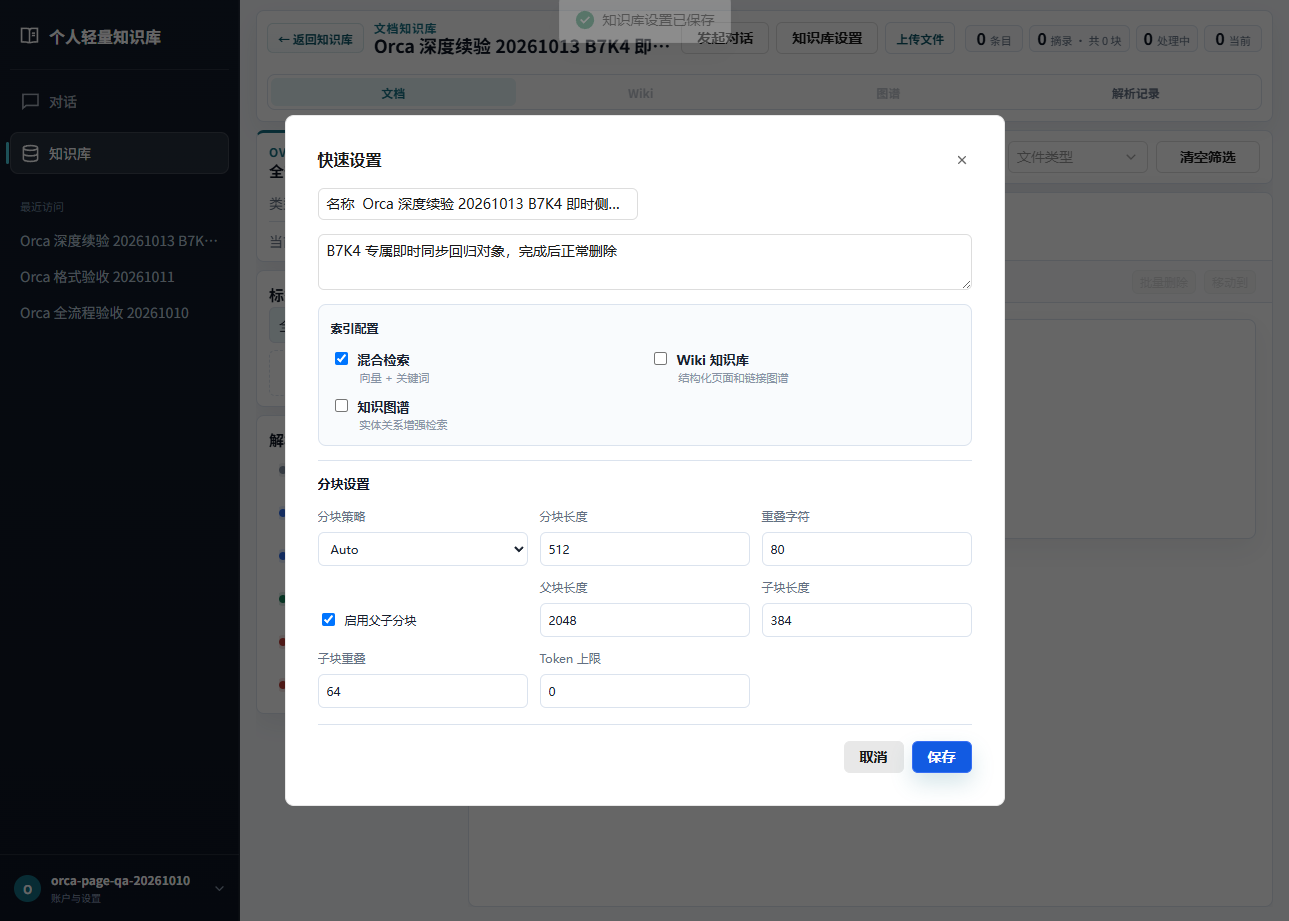 个人轻量知识库
对话
知识库
最近访问
Orca 深度续验 20261013 B7K···
Orca 格式验收 20261011
Orca 全流程验收 20261010
orca-page-qa-20261010
账户与设置
O
知识库设置已保存
←返回知识库
文档知识库
Orca 深度续验 20261013 B7K4 即···
发起对话
知识库设置
上传文件
0 条目
0 摘录 · 共 0 块
0 处理中
0 当前
文档
Wiki
图谱
解析记录
文件类型
清空筛选
批量删除
移动到
快速设置
×
名称 Orca 深度续验 20261013 B7K4 即时侧...
B7K4 专属即时同步回归对象，完成后正常删除
索引配置
混合检索
向量 + 关键词
Wiki 知识库
结构化页面和链接图谱
知识图谱
实体关系增强检索
分块设置
分块策略
分块长度
重叠字符
Auto
512
80
父块长度
子块长度
启用父子分块
2048
384
子块重叠
Token 上限
64
0
取消
保存